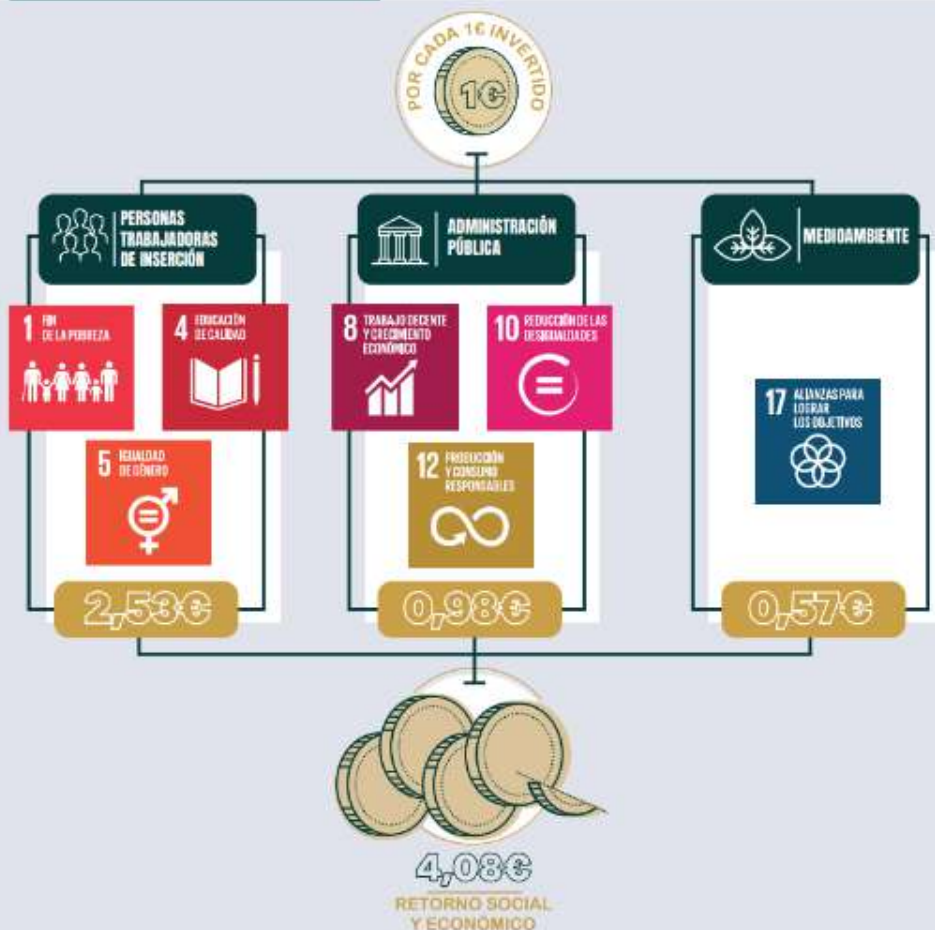 POR CADA 1€ INVERTIDO
1€
PERSONAS
TRABAJADORAS
DE INSERCIÓN
1 FIN
DE LA POBREZA
4 EDUCACIÓN
DE CALIDAD
5 IGUALDAD
DE GÉNERO
2,53€
ADMINISTRACIÓN
PÚBLICA
8 TRABAJO DECENTE
Y CRECIMIENTO
ECONÓMICO
10 REDUCCIÓN DE LAS
DESIGUALDADES
12 PRODUCCIÓN
Y CONSUMO
RESPONSABLES
0,98€
MEDIOAMBIENTE
17 ALIANZAS PARA
LOGRAR
LOS OBJETIVOS
0,57€
4,08€
RETORNO SOCIAL
Y ECONÓMICO